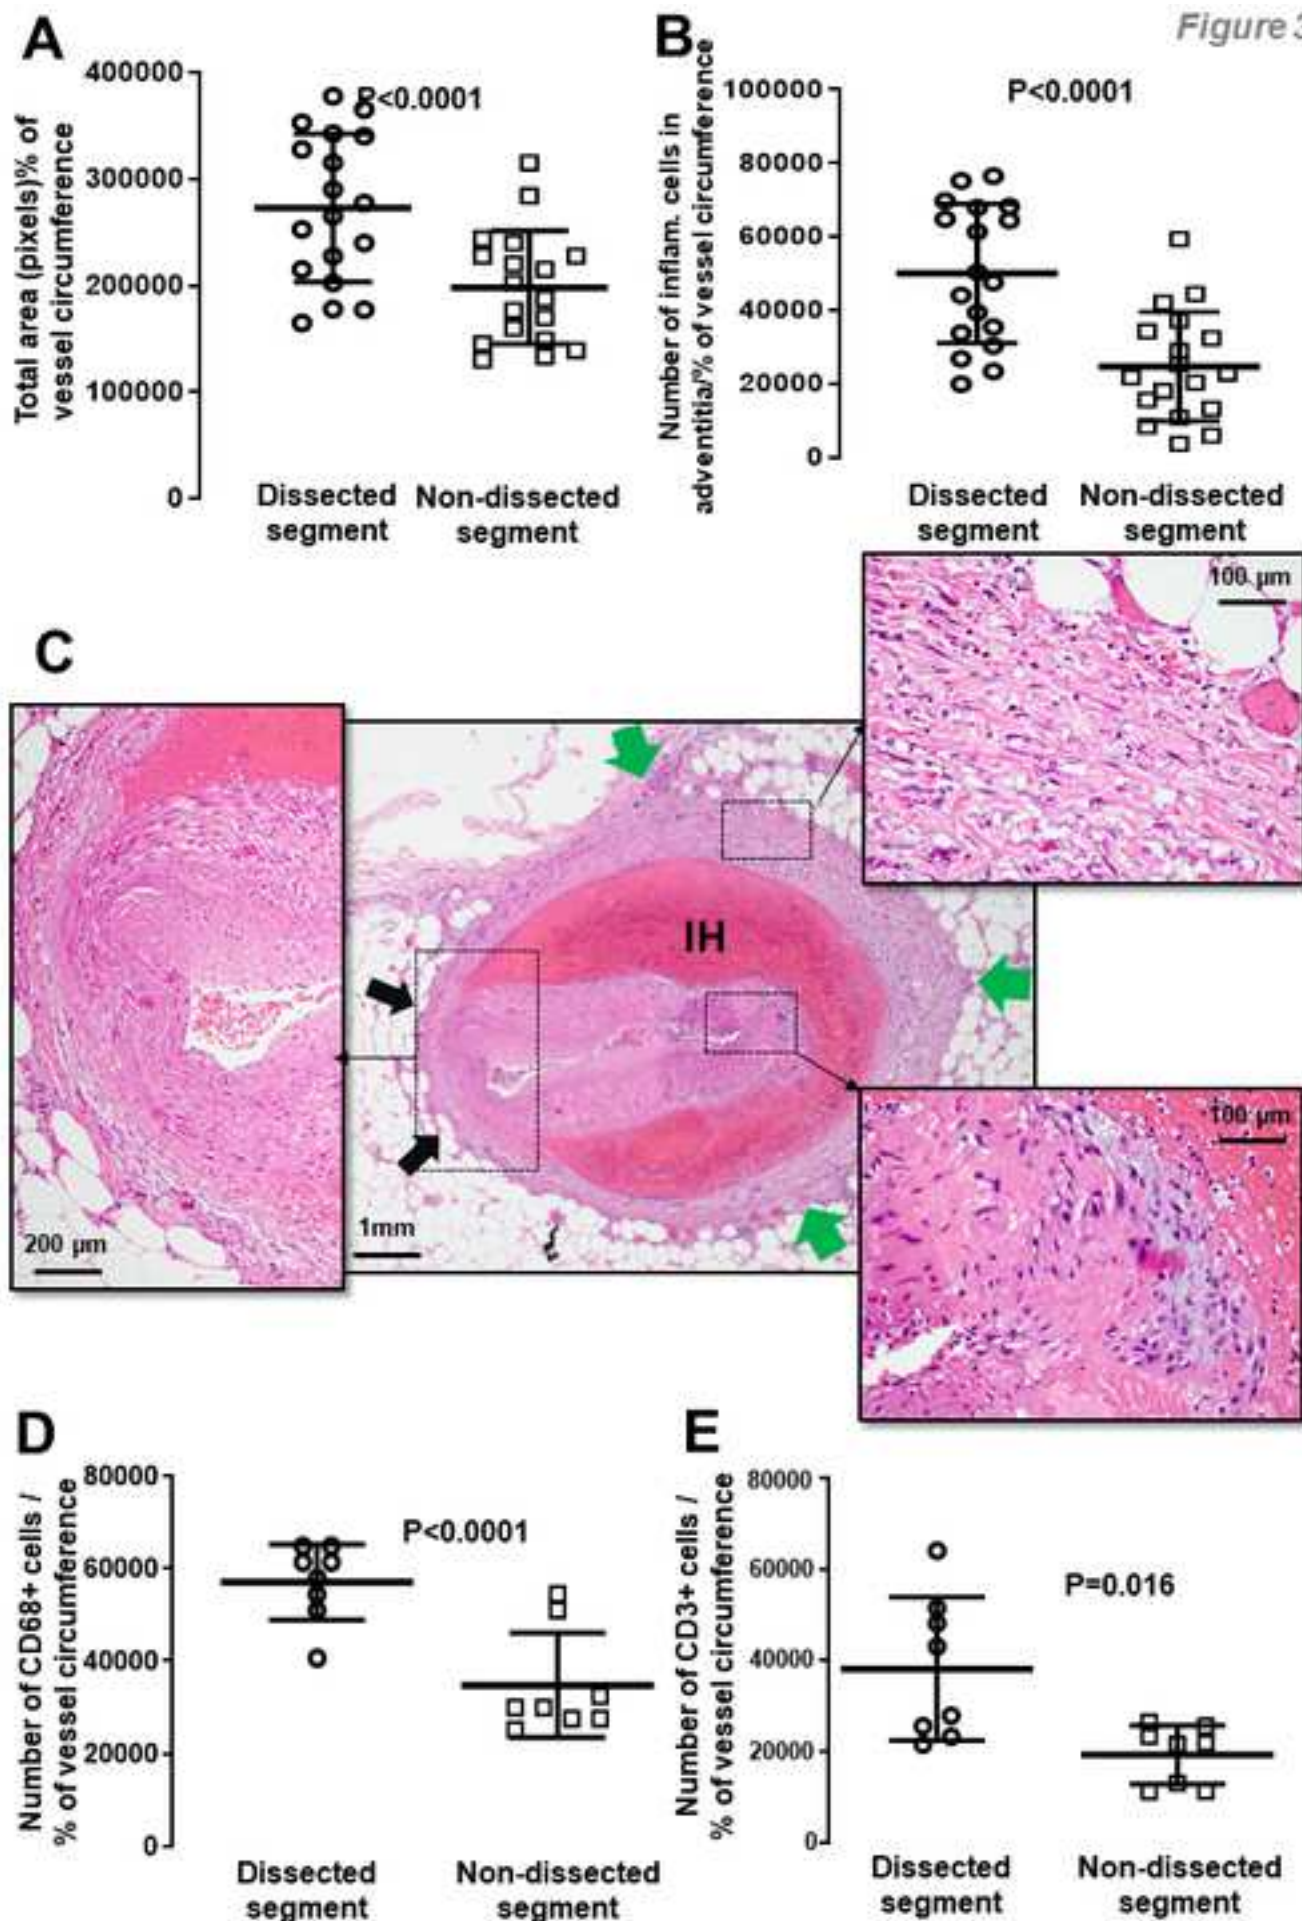 Figure 3
A
Total area (pixels)% of
vessel circumference
400000
300000
200000
100000
0
P<0.0001
Dissected
segment
Non-dissected
segment
B
Number of inflam. cells in
adventitia/% of vessel circumference
100000
80000
60000
40000
20000
0
P<0.0001
Dissected
segment
Non-dissected
segment
C
200 µm
1mm
IH
100 µm
100 µm
D
Number of CD68+ cells /
% of vessel circumference
80000
60000
40000
20000
0
P<0.0001
Dissected
segment
Non-dissected
segment
E
Number of CD3+ cells /
% of vessel circumference
80000
60000
40000
20000
0
P=0.016
Dissected
segment
Non-dissected
segment